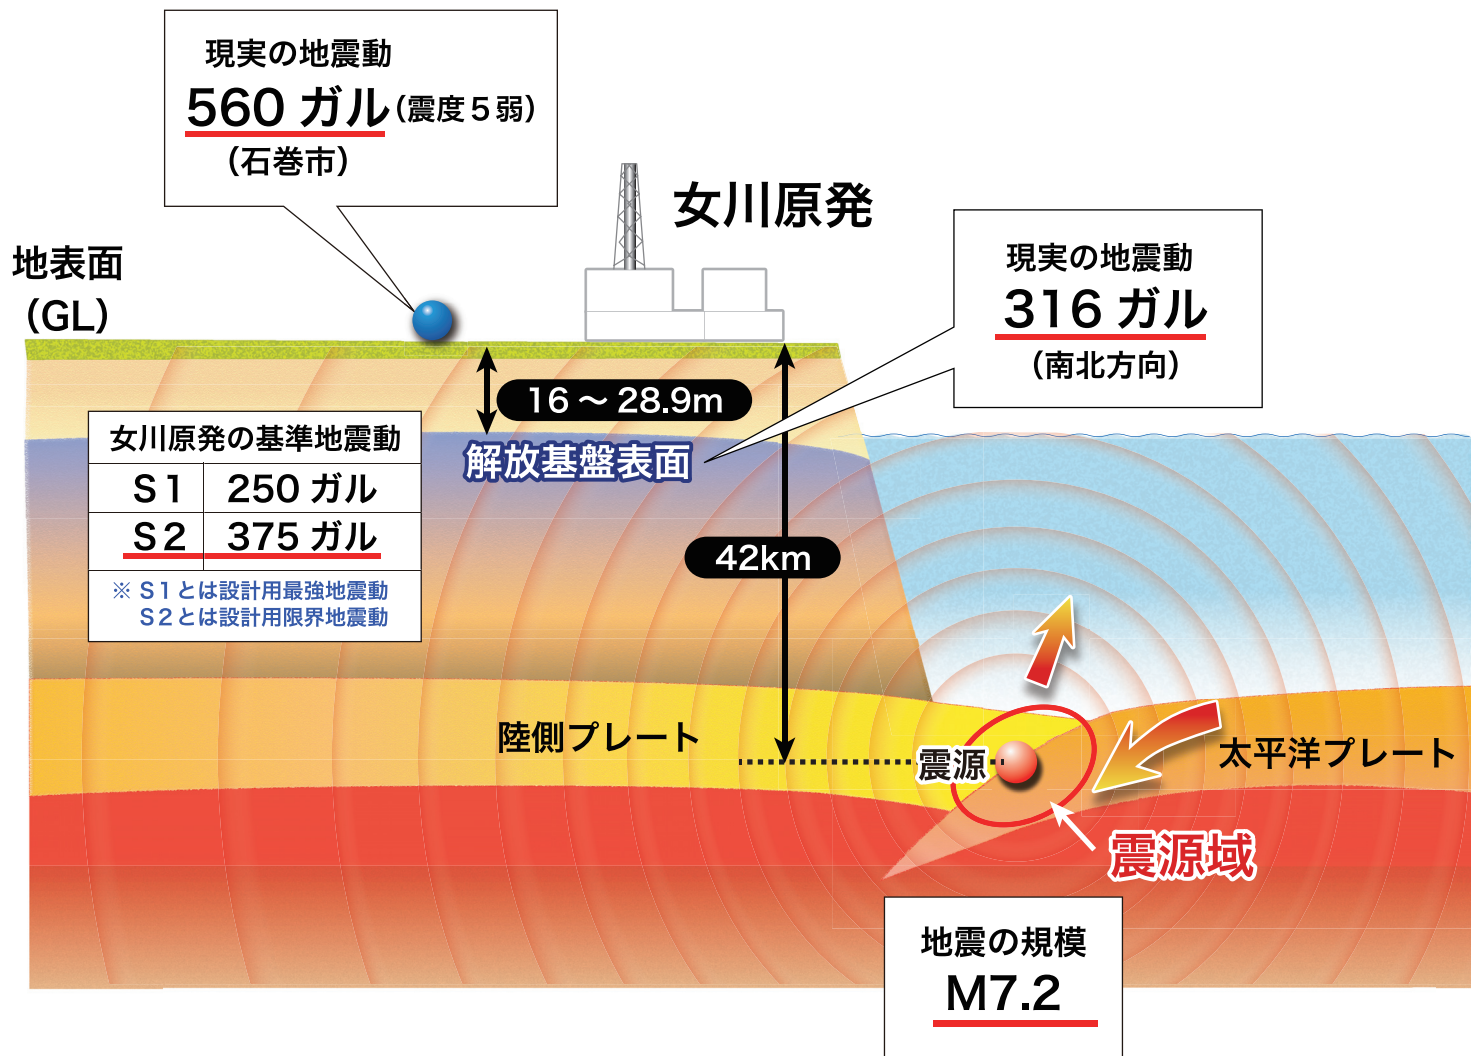 現実の地震動
560 ガル(震度5弱)
(石巻市)
女川原発
地表面
(GL)
現実の地震動
316 ガル
(南北方向)
16 〜 28.9m
解放基盤表面
女川原発の基準地震動
S1 250 ガル
S2 375 ガル
※ S1とは設計用最強地震動
S2とは設計用限界地震動
42km
陸側プレート
震源
太平洋プレート
震源域
地震の規模
M7.2